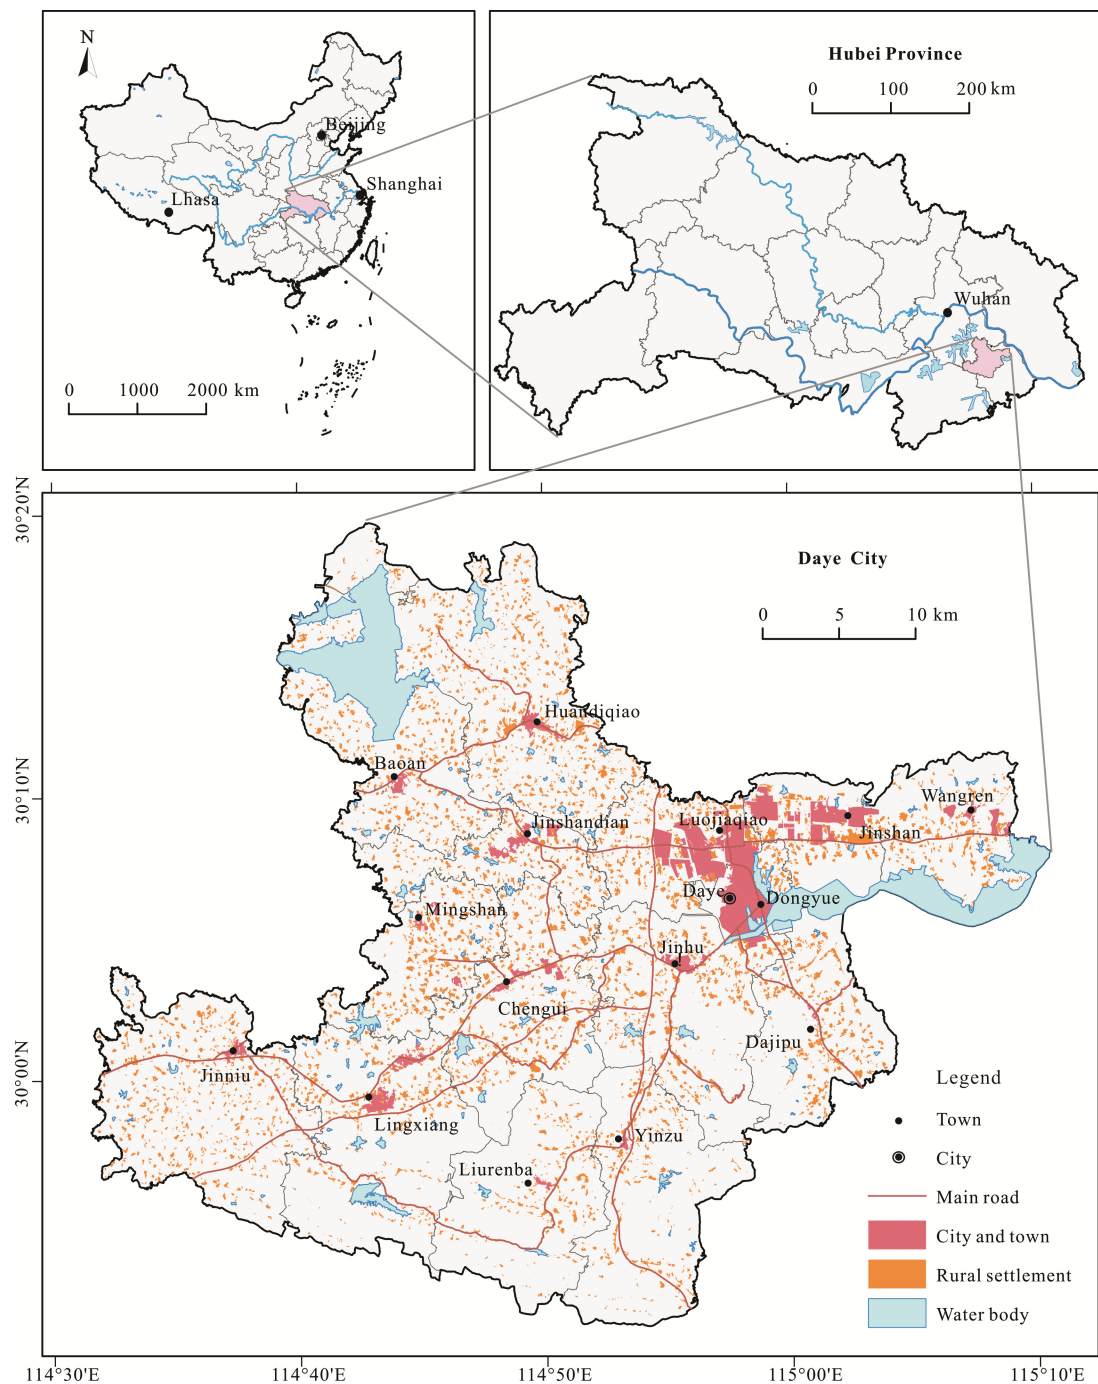 N
Beijing
Shanghai
Lhasa
0 1000 2000 km
Hubei Province
0 100 200 km
Wuhan
30°20'N
30°10'N
30°00'N
Daye City
0 5 10 km
Huandiqiao
Baoan
Jinshandian
Luojiaqiao
Wangren
Jinshan
Daye
Dongyue
Mingshan
Jinhu
Chengui
Dajipu
Jinniu
Lingxiang
Yinzu
Liurenba
Legend
Town
City
Main road
City and town
Rural settlement
Water body
114°30'E 114°40'E 114°50'E 115°00'E 115°10'E